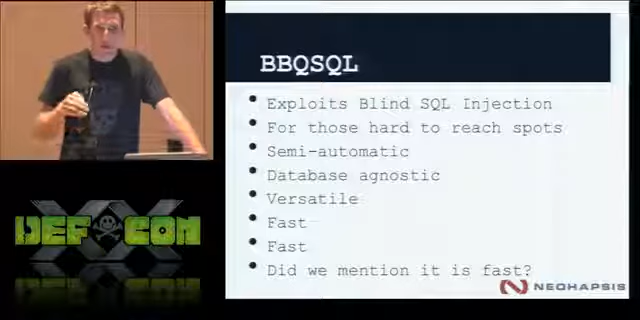 BBQSQL
Exploits Blind SQL Injection
For those hard to reach spots
Semi-automatic
Database agnostic
Versatile
Fast
Fast
Did we mention it is fast?
NEOHAPSIS
DEF CON
XX